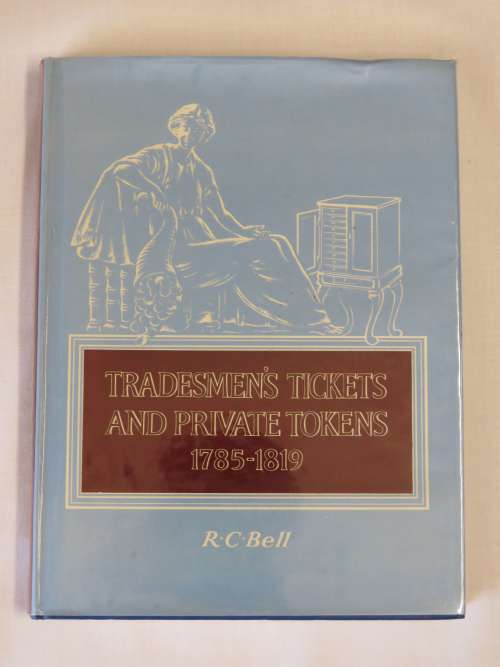 TRADESMEN'S TICKETS
AND PRIVATE TOKENS
1785-1819
R·C·Bell